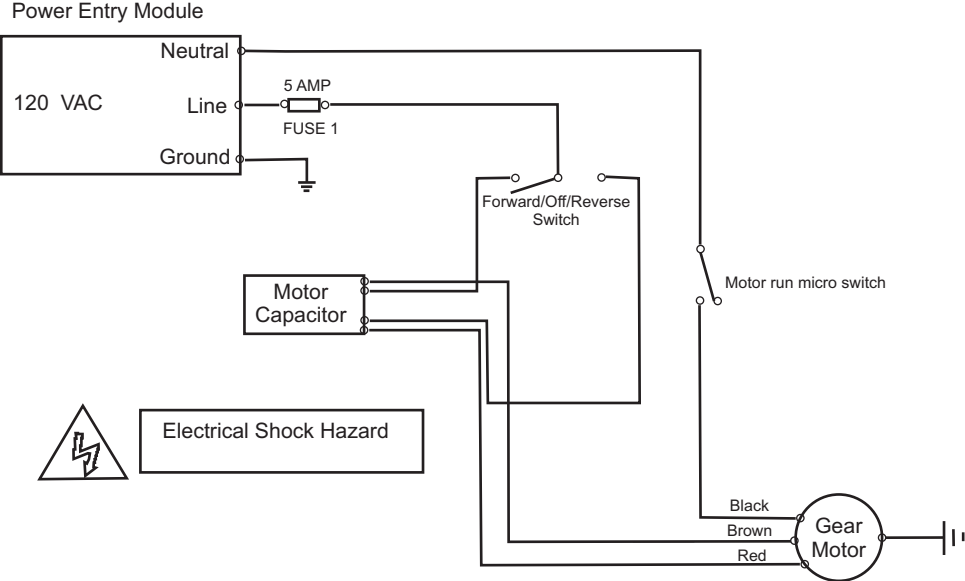 Power Entry Module
Neutral
120 VAC
Line
Ground
5 AMP
FUSE 1
Forward/Off/Reverse
Switch
Motor run micro switch
Motor
Capacitor
Electrical Shock Hazard
Black
Brown
Red
Gear
Motor